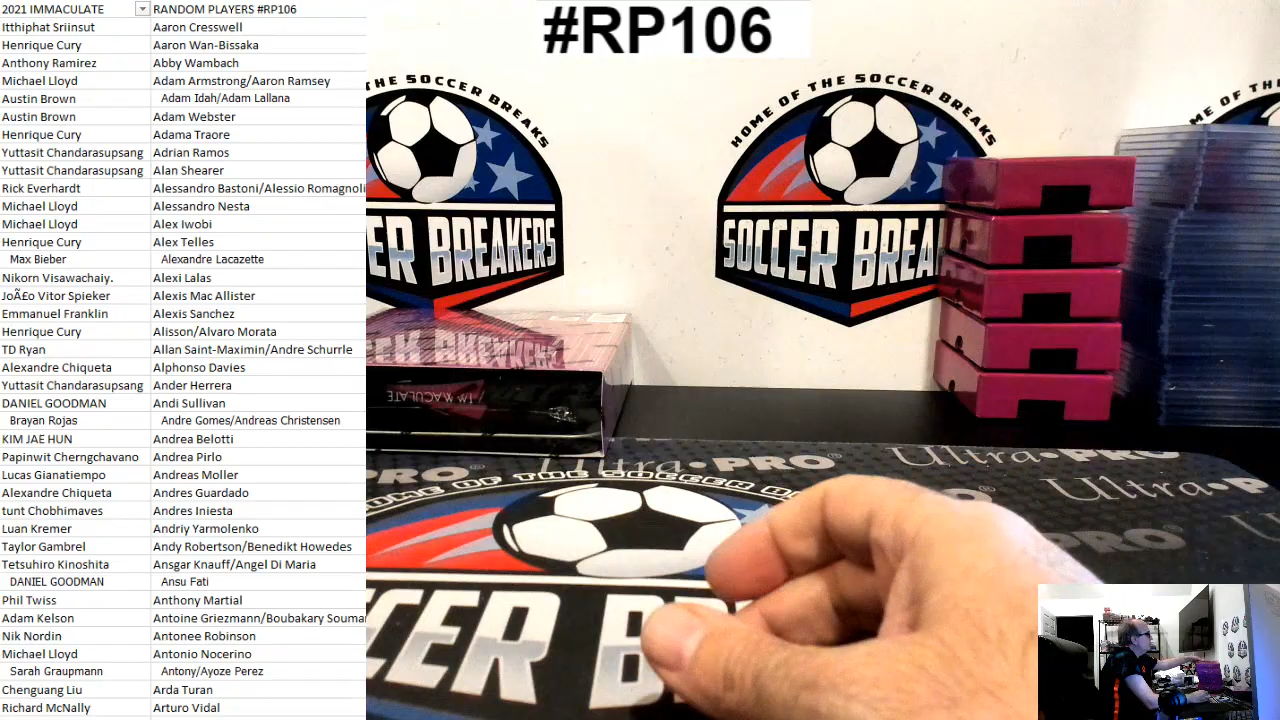 2021 IMMACULATE RANDOM PLAYERS #RP106
Itthiphat Sriinsut Aaron Cresswell
Henrique Cury Aaron Wan-Bissaka
Anthony Ramirez Abby Wambach
Michael Lloyd Adam Armstrong/Aaron Ramsey
Austin Brown Adam Idah/Adam Lallana
Austin Brown Adam Webster
Henrique Cury Adama Traore
Yuttasit Chandarasupsang Adrian Ramos
Yuttasit Chandarasupsang Alan Shearer
Rick Everhardt Alessandro Bastoni/Alessio Romagnoli
Michael Lloyd Alessandro Nesta
Michael Lloyd Alex Iwobi
Henrique Cury Alex Telles
Max Bieber Alexandre Lacazette
Nikorn Visawachaiy. Alexi Lalas
JoÃ£o Vitor Spieker Alexis Mac Allister
Emmanuel Franklin Alexis Sanchez
Henrique Cury Alisson/Alvaro Morata
TD Ryan Allan Saint-Maximin/Andre Schurrle
Alexandre Chiqueta Alphonso Davies
Yuttasit Chandarasupsang Ander Herrera
DANIEL GOODMAN Andi Sullivan
Brayan Rojas Andre Gomes/Andreas Christensen
KIM JAE HUN Andrea Belotti
Papinwit Cherngchavano Andrea Pirlo
Lucas Gianatiempo Andreas Moller
Alexandre Chiqueta Andres Guardado
tunt Chobhimaves Andres Iniesta
Luan Kremer Andriy Yarmolenko
Taylor Gambrel Andy Robertson/Benedikt Howedes
Tetsuhiro Kinoshita Ansgar Knauff/Angel Di Maria
DANIEL GOODMAN Ansu Fati
Phil Twiss Anthony Martial
Adam Kelson Antoine Griezmann/Boubakary Soumar
Nik Nordin Antonee Robinson
Michael Lloyd Antonio Nocerino
Sarah Graupmann Antony/Ayoze Perez
Chenguang Liu Arda Turan
Richard McNally Arturo Vidal
#RP106
THE SOCCER BREAKS
ER BREAKERS
HOME OF THE SOCCER BREAKS
SOCCER BREA
ME OF THE
IMMACULATE
PRO Ultra•PRO Ultra•PRO
Ultra•P
HOME OF THE SOCCER
CCER B